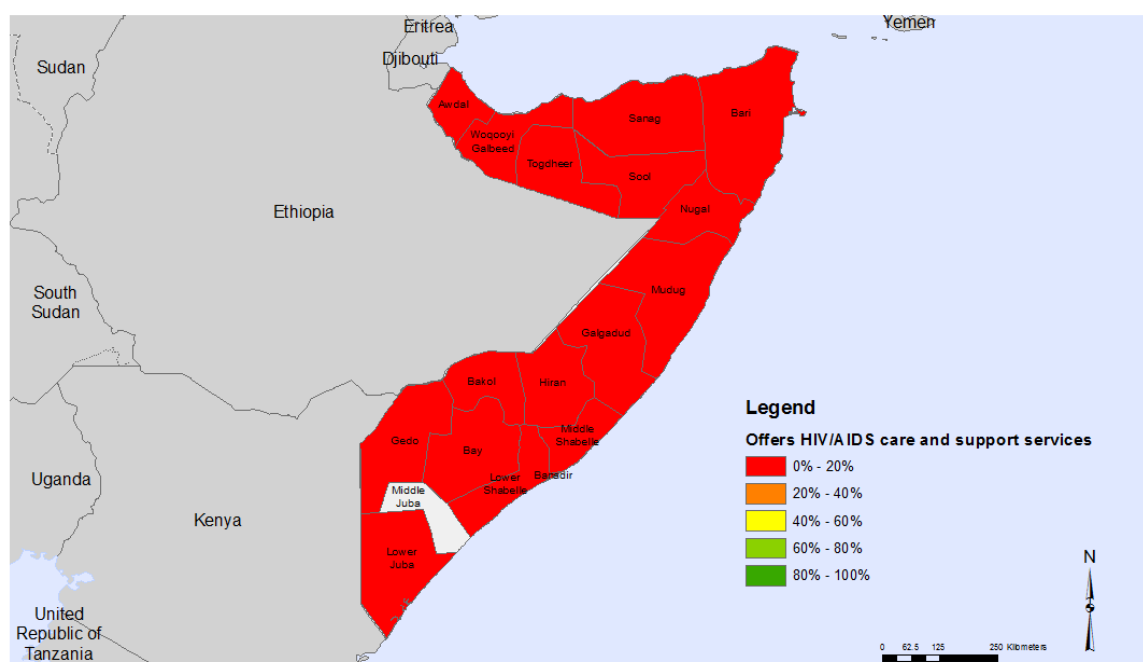 Eritrea
Yemen
Djibouti
Sudan
Awdal
Sanag
Bari
Woqooyi
Galbeed
Togdheer
Sool
Nugal
Ethiopia
South
Sudan
Mudug
Galgadud
Bakol
Hiran
Gedo
Bay
Middle
Shabelle
Banadir
Lower
Shabelle
Middle
Juba
Uganda
Kenya
Lower
Juba
United
Republic of
Tanzania
Legend
Offers HIV/AIDS care and support services
0% - 20%
20% - 40%
40% - 60%
60% - 80%
80% - 100%
N
0 62.5 125 250 Kilometers